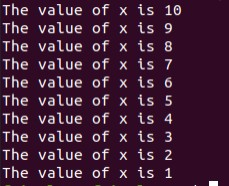 The value of x is 10
The value of x is 9
The value of x is 8
The value of x is 7
The value of x is 6
The value of x is 5
The value of x is 4
The value of x is 3
The value of x is 2
The value of x is 1